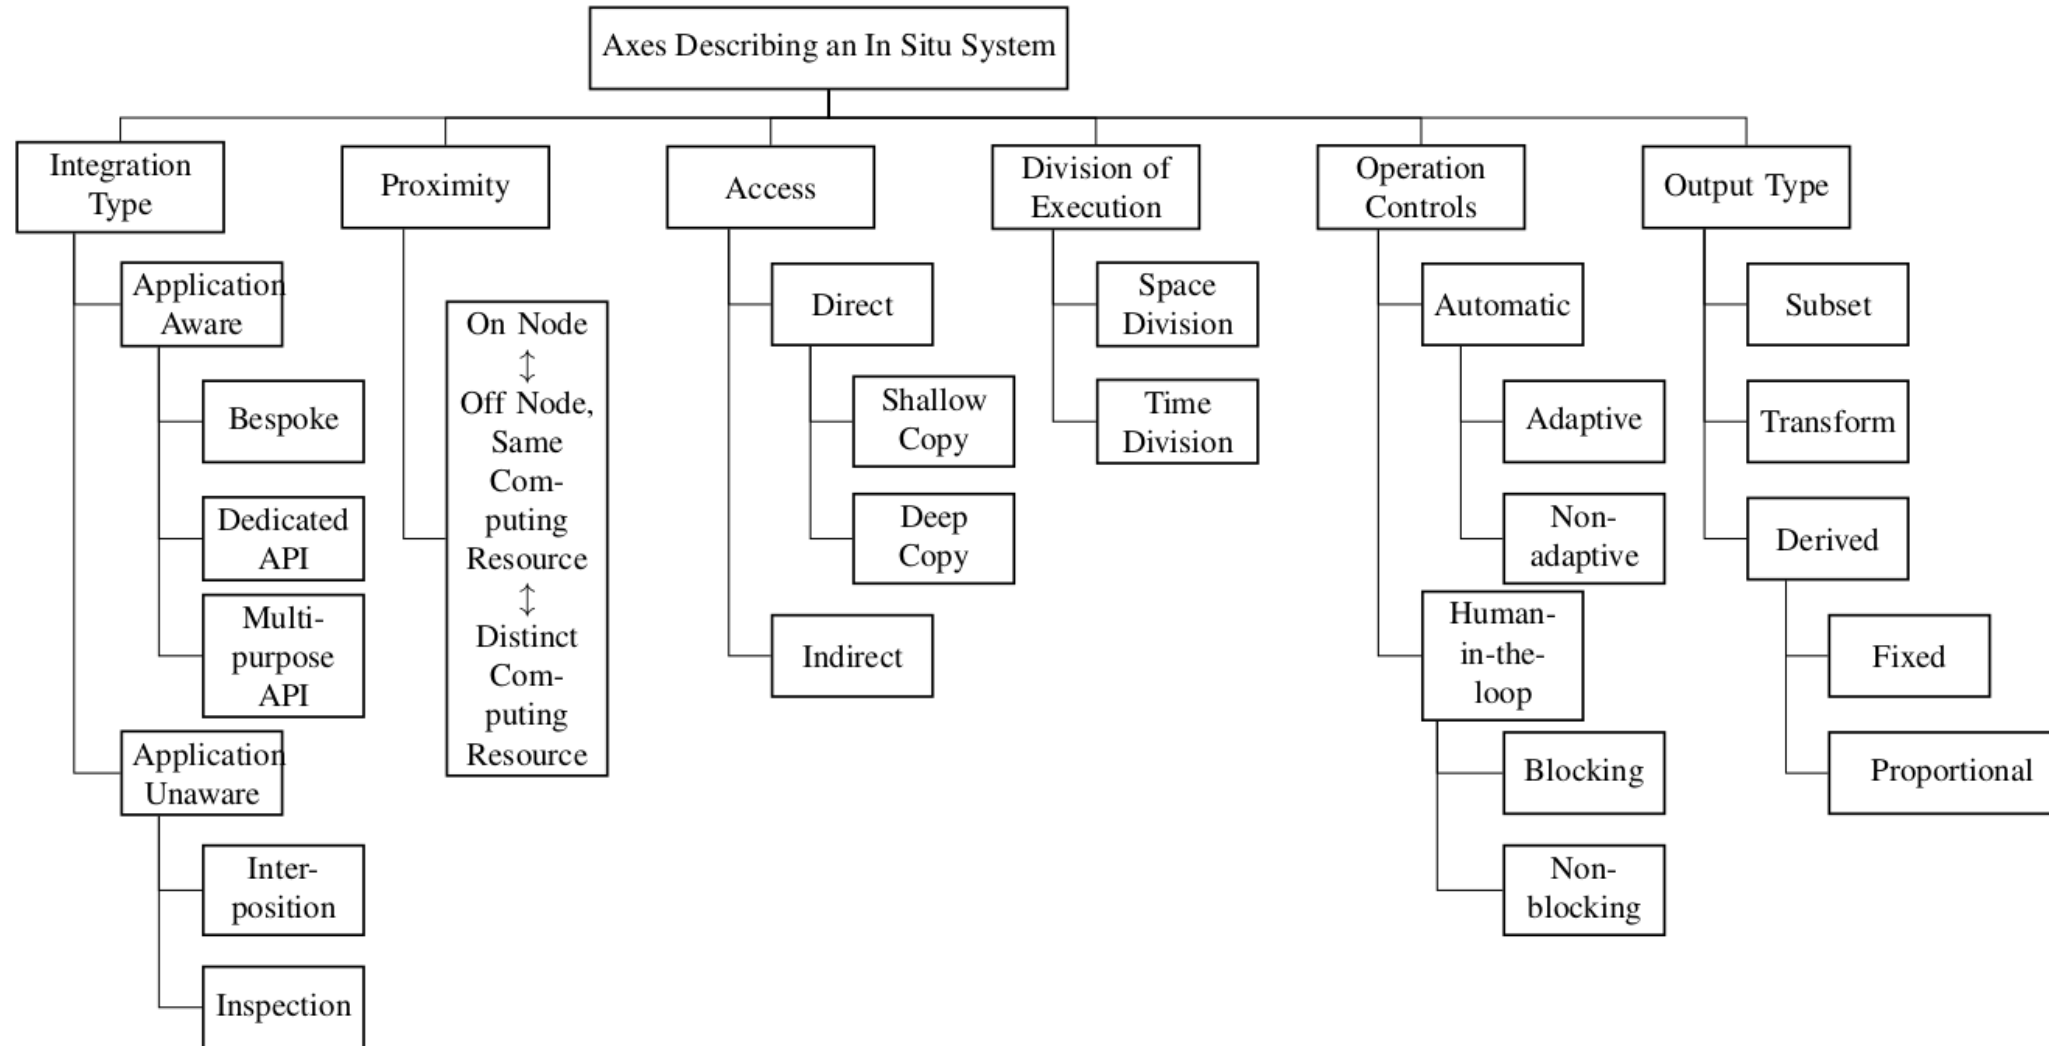 Axes Describing an In Situ System
Integration
Type
Application
Aware
Bespoke
Dedicated
API
Multi-
purpose
API
Application
Unaware
Inter-
position
Inspection
Proximity
On Node
↕
Off Node,
Same
Com-
puting
Resource
↕
Distinct
Com-
puting
Resource
Access
Direct
Shallow
Copy
Deep
Copy
Indirect
Division of
Execution
Space
Division
Time
Division
Operation
Controls
Automatic
Adaptive
Non-
adaptive
Human-
in-the-
loop
Blocking
Non-
blocking
Output Type
Subset
Transform
Derived
Fixed
Proportional